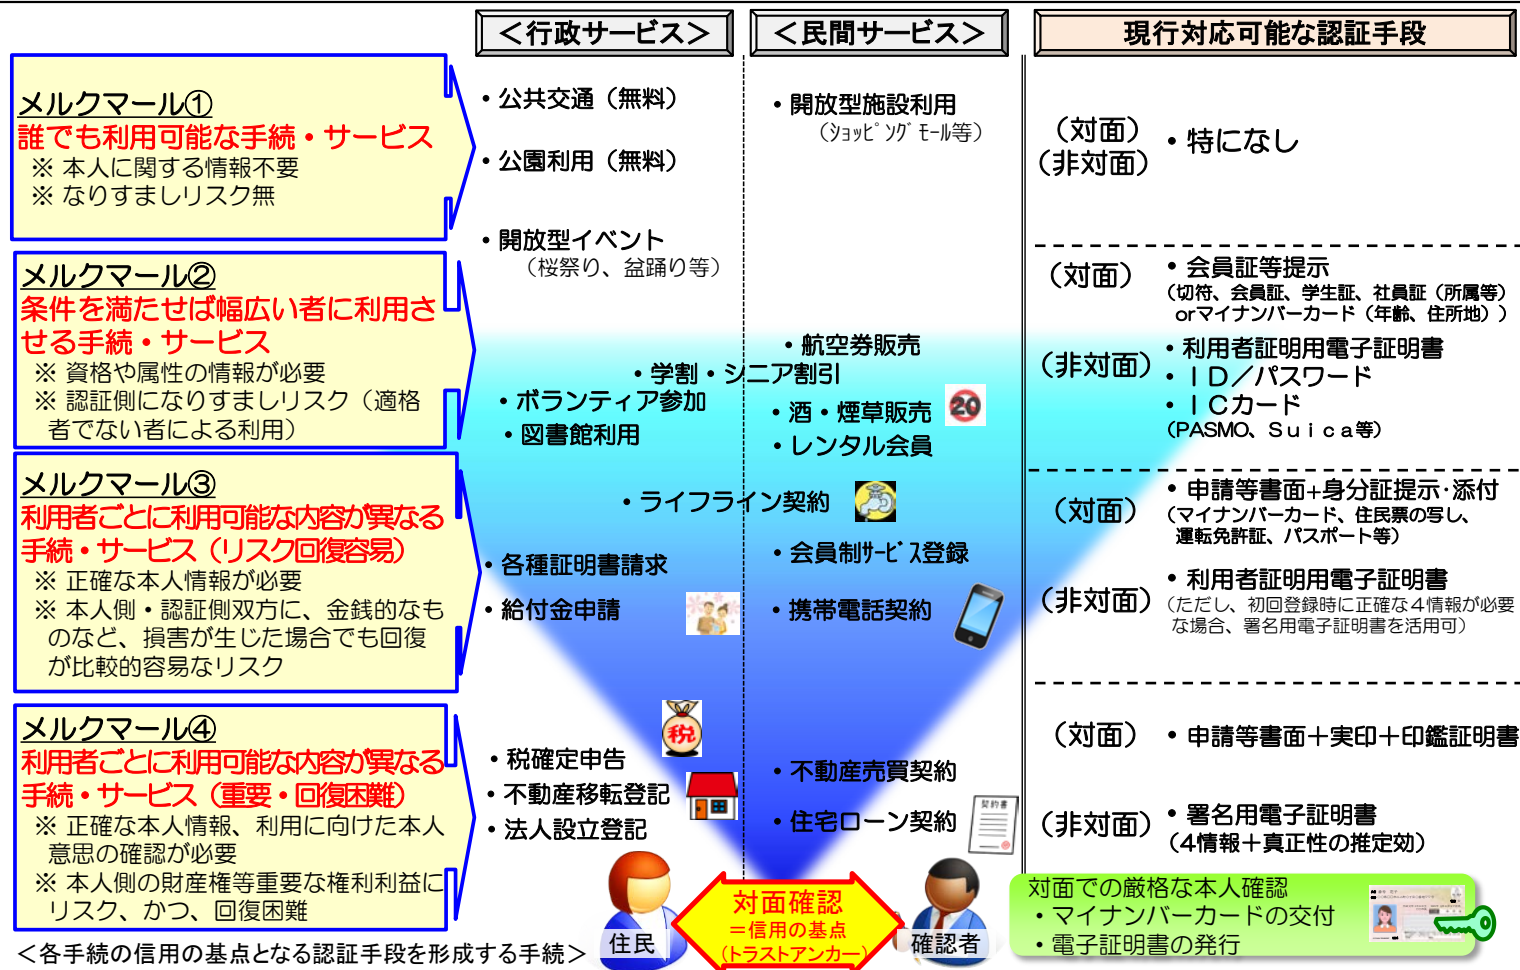 ＜行政サービス＞
＜民間サービス＞
現行対応可能な認証手段
メルクマール①
誰でも利用可能な手続・サービス
※ 本人に関する情報不要
※ なりすましリスク無
・公共交通（無料）
・公園利用（無料）
・開放型イベント
（桜祭り、盆踊り等）
・開放型施設利用
（ｼｮｯﾋﾟﾝｸﾞﾓｰﾙ等）
（対面）
（非対面）
・特になし
メルクマール②
条件を満たせば幅広い者に利用さ
せる手続・サービス
※ 資格や属性の情報が必要
※ 認証側になりすましリスク（適格
者でない者による利用）
・航空券販売
・学割・シニア割引
・ボランティア参加
・図書館利用
・酒・煙草販売
20
・レンタル会員
（対面）
・会員証等提示
（切符、会員証、学生証、社員証（所属等）
orマイナンバーカード（年齢、住所地））
（非対面）
・利用者証明用電子証明書
・ＩＤ／パスワード
・ＩＣカード
（PASMO、Ｓｕｉｃａ等）
メルクマール③
利用者ごとに利用可能な内容が異なる
手続・サービス（リスク回復容易）
※ 正確な本人情報が必要
※ 本人側・認証側双方に、金銭的なも
のなど、損害が生じた場合でも回復
が比較的容易なリスク
・ライフライン契約
・各種証明書請求
・給付金申請
・会員制ｻｰﾋﾞｽ登録
・携帯電話契約
（対面）
・申請等書面+身分証提示･添付
（マイナンバーカード、住民票の写し、
運転免許証、パスポート等）
（非対面）
・利用者証明用電子証明書
（ただし、初回登録時に正確な４情報が必要
な場合、署名用電子証明書を活用可）
メルクマール④
利用者ごとに利用可能な内容が異なる
手続・サービス（重要・回復困難）
※ 正確な本人情報、利用に向けた本人
意思の確認が必要
※ 本人側の財産権等重要な権利利益に
リスク、かつ、回復困難
税
・税確定申告
・不動産移転登記
・法人設立登記
・不動産売買契約
・住宅ローン契約
契約書
（対面）
・申請等書面＋実印＋印鑑証明書
（非対面）
・署名用電子証明書
（4情報＋真正性の推定効）
＜各手続の信用の基点となる認証手段を形成する手続＞
住民
対面確認
＝信用の基点
（トラストアンカー）
確認者
対面での厳格な本人確認
・マイナンバーカードの交付
・電子証明書の発行